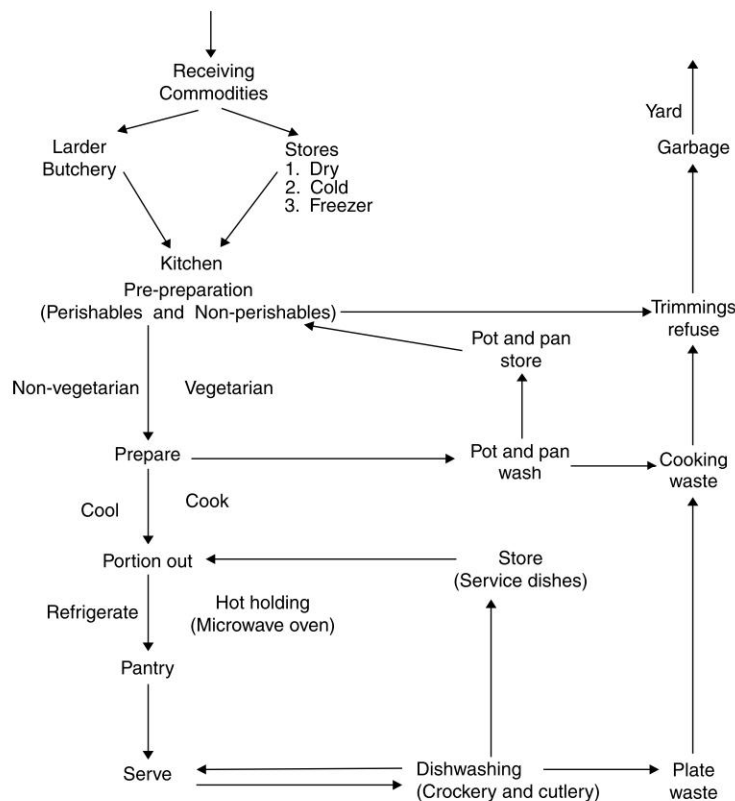 Receiving
Commodities
Yard
Larder
Butchery
Stores
1. Dry
2. Cold
3. Freezer
Garbage
Kitchen
Pre-preparation
(Perishables and Non-perishables)
Trimmings
refuse
Pot and pan
store
Non-vegetarian
Vegetarian
Prepare
Pot and pan
wash
Cooking
waste
Cool
Cook
Portion out
Store
(Service dishes)
Refrigerate
Hot holding
(Microwave oven)
Pantry
Serve
Dishwashing
(Crockery and cutlery)
Plate
waste